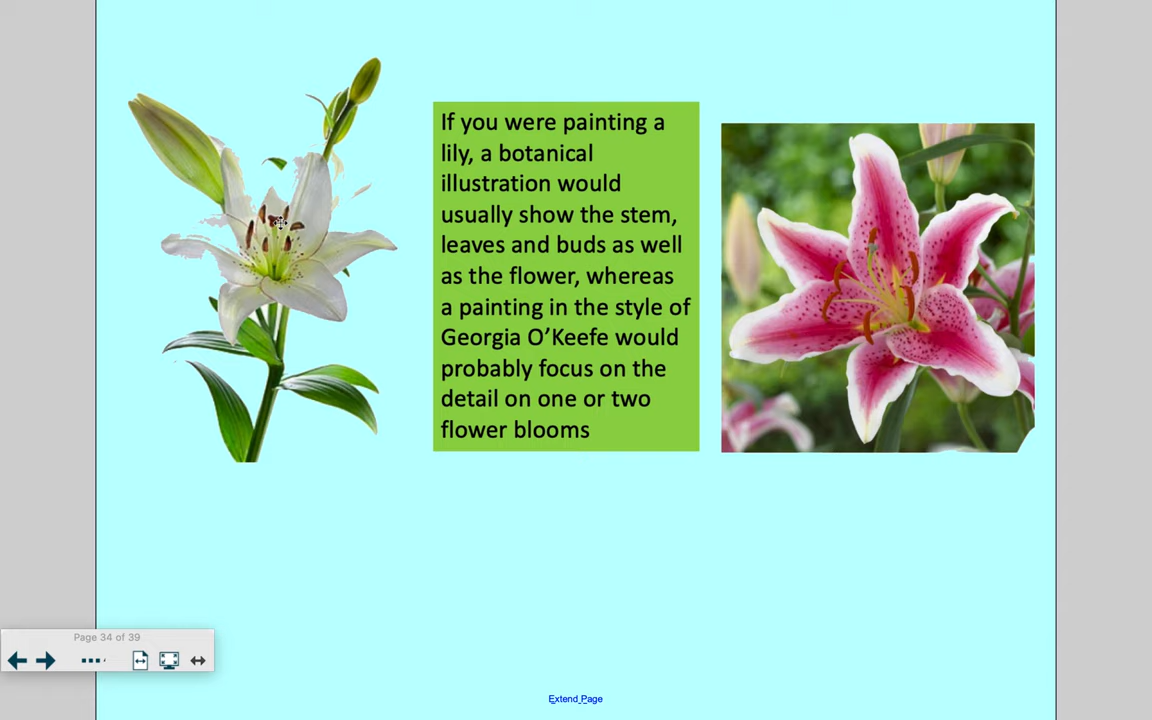 If you were painting a
lily, a botanical
illustration would
usually show the stem,
leaves and buds as well
as the flower, whereas
a painting in the style of
Georgia O’Keefe would
probably focus on the
detail on one or two
flower blooms
Page 34 of 39
Extend Page